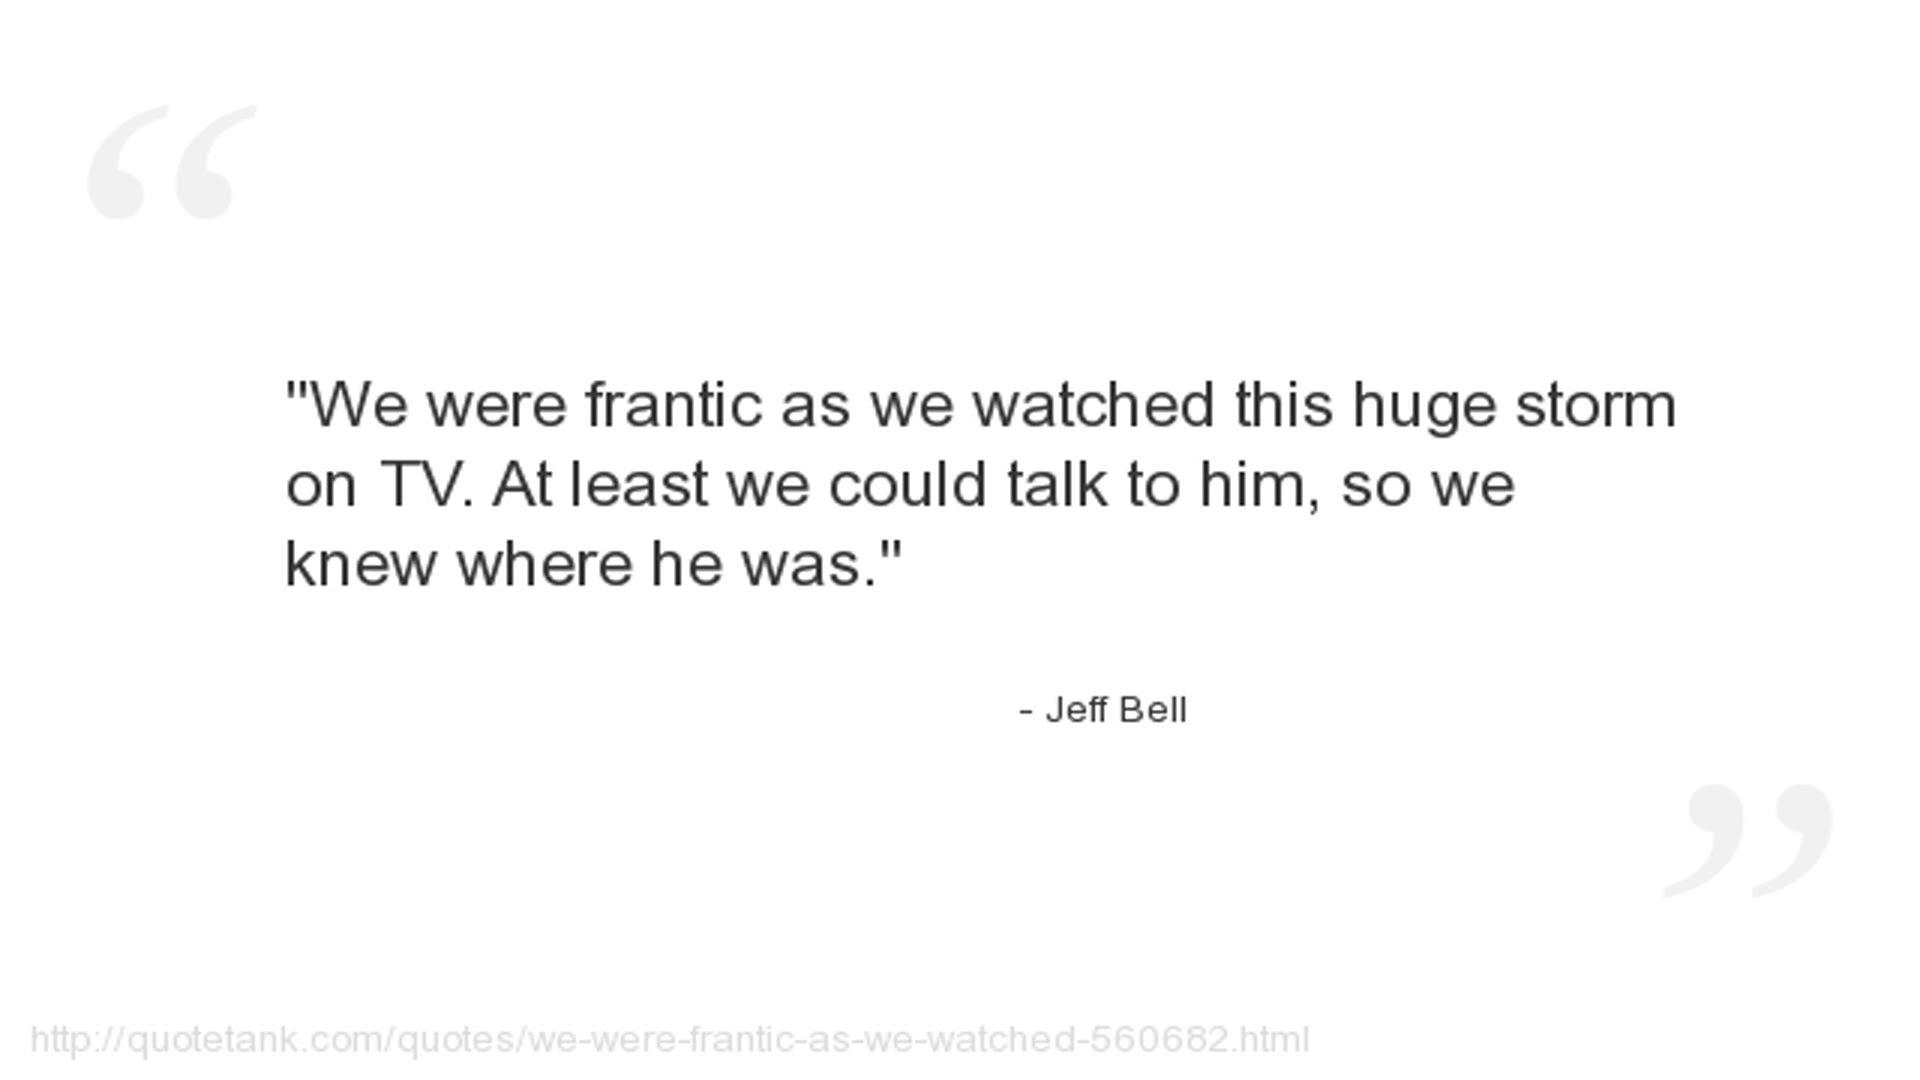 "We were frantic as we watched this huge storm
on TV. At least we could talk to him, so we
knew where he was."
- Jeff Bell
http://quotetank.com/quotes/we-were-frantic-as-we-watched-560682.html